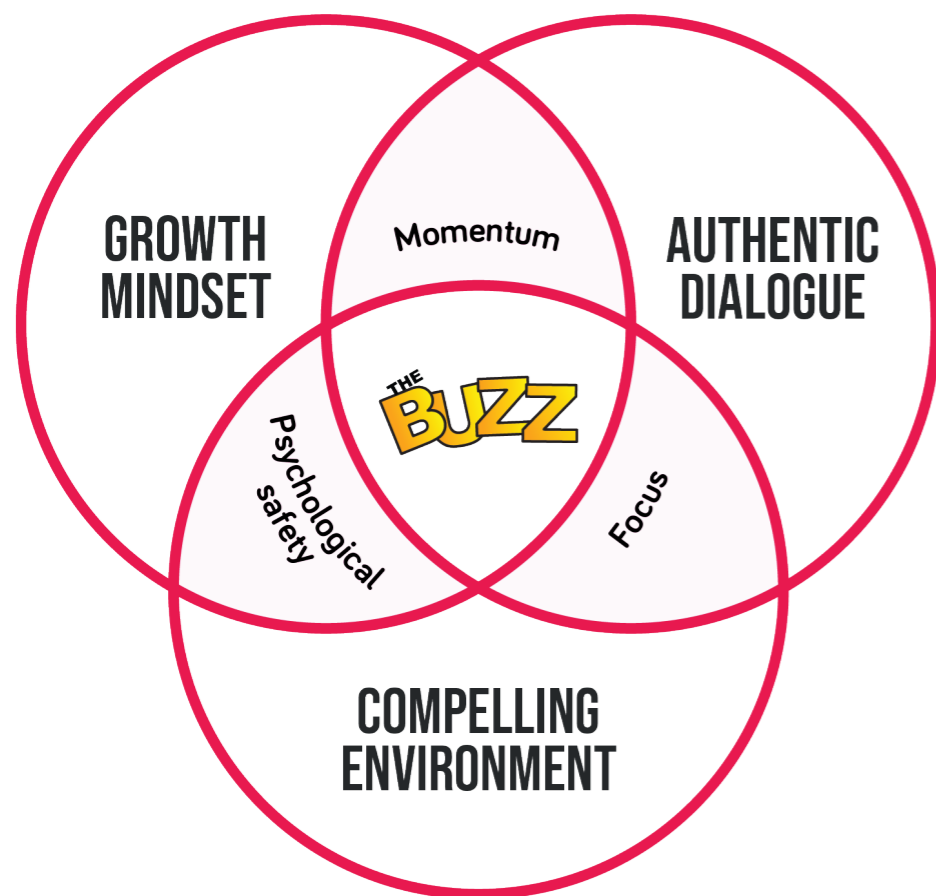 GROWTH
MINDSET
Momentum
AUTHENTIC
DIALOGUE
THE
BUZZ
Psychological
safety
Focus
COMPELLING
ENVIRONMENT